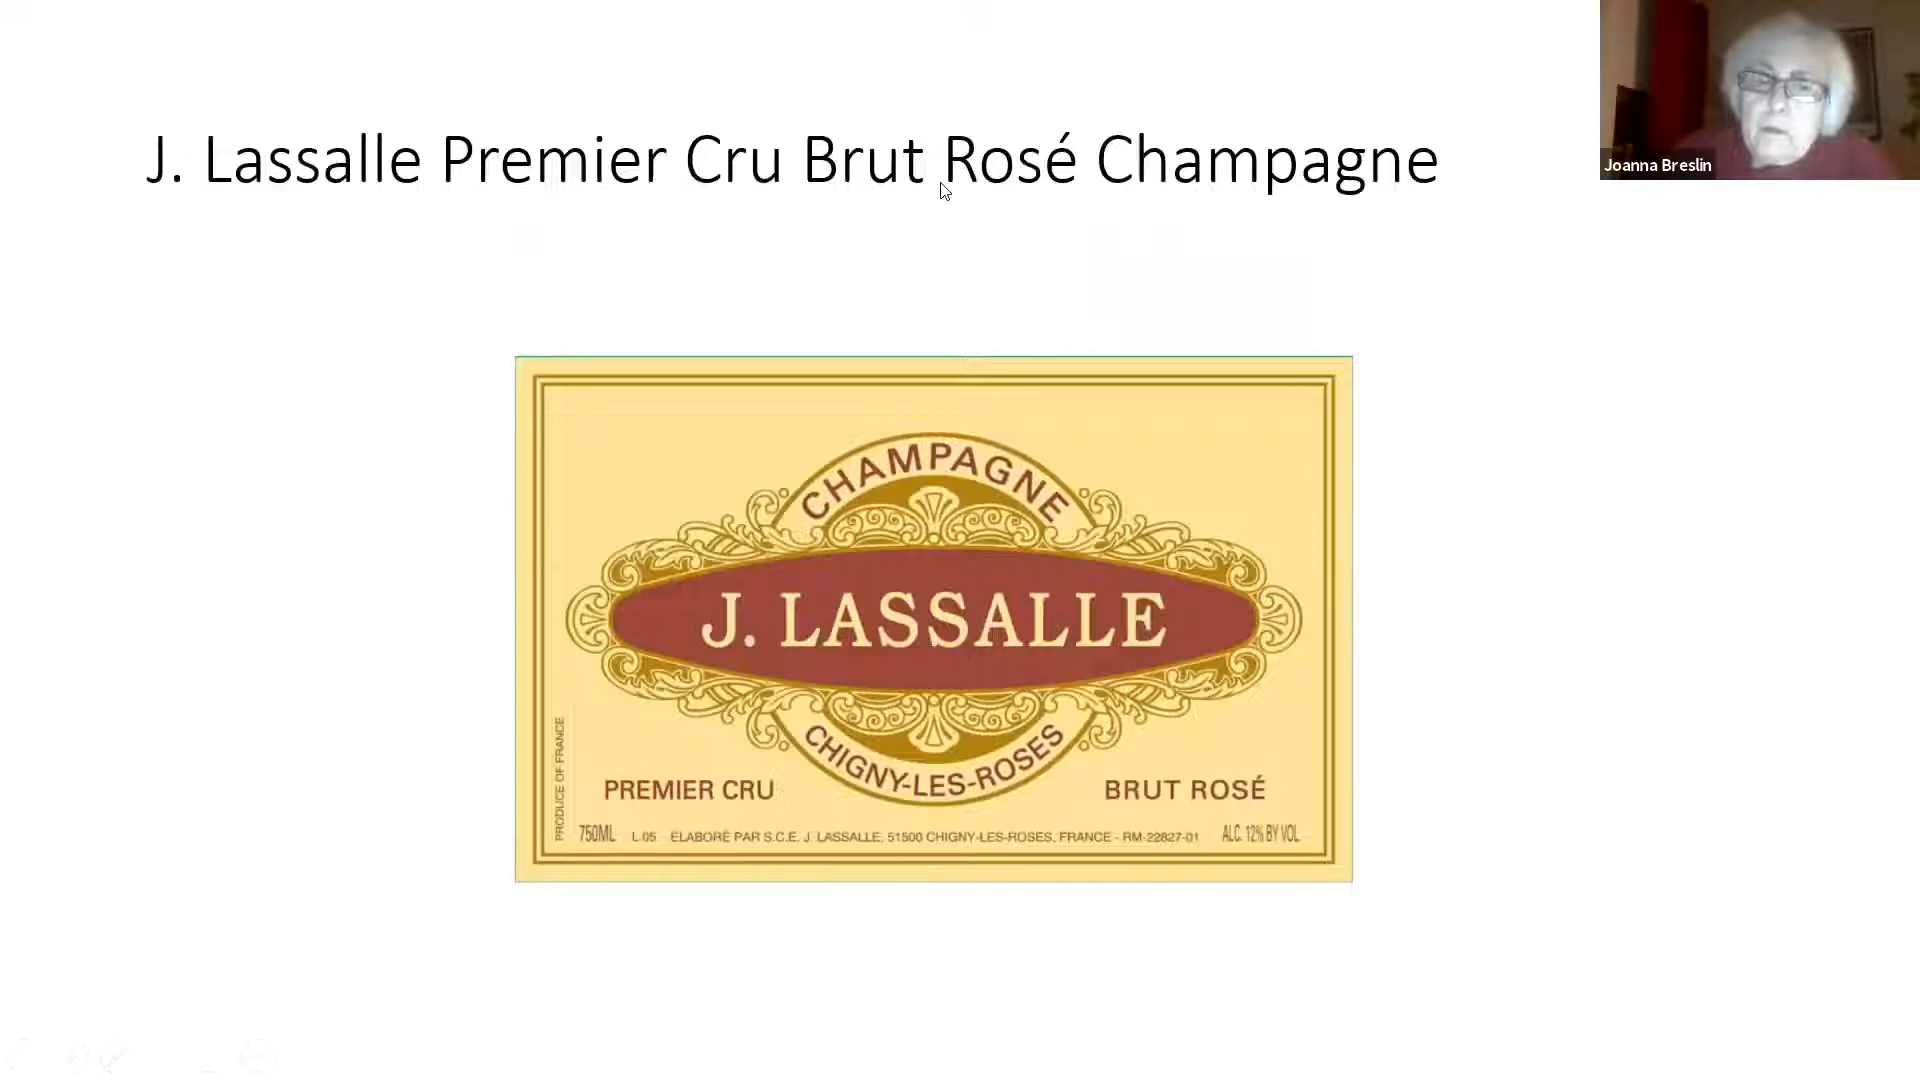 J. Lassalle Premier Cru Brut Rosé Champagne
Joanna Breslin
CHAMPAGNE
J. LASSALLE
CHIGNY-LES-ROSES
PREMIER CRU
BRUT ROSÉ
PRODUCE OF FRANCE
750ML L.05 ELABORÉ PAR S.C.E. J. LASSALLE, 51500 CHIGNY-LES-ROSES, FRANCE - RM-22827-01 ALC. 12% BY VOL